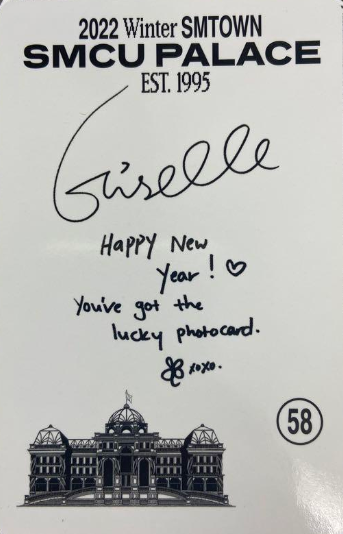 2022 Winter SMTOWN
SMCU PALACE
EST. 1995
Giselle
Happy New
Year! ♡
You've got the
lucky photocard.
xoxo.
58